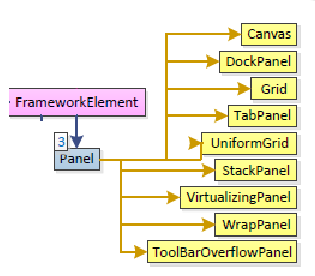 Canvas
DockPanel
Grid
FrameworkElement
TabPanel
3
UniformGrid
Panel
StackPanel
VirtualizingPanel
WrapPanel
ToolBarOverflowPanel